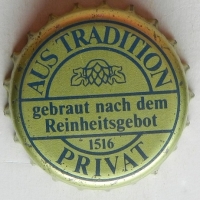 AUS TRADITION
gebraut nach dem
Reinheitsgebot
1516
PRIVAT